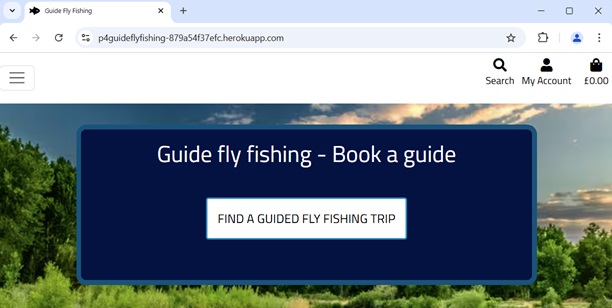 Guide Fly Fishing
p4guideflyfishing-879a54f37efc.herokuapp.com
Search My Account £0.00
Guide fly fishing - Book a guide
FIND A GUIDED FLY FISHING TRIP